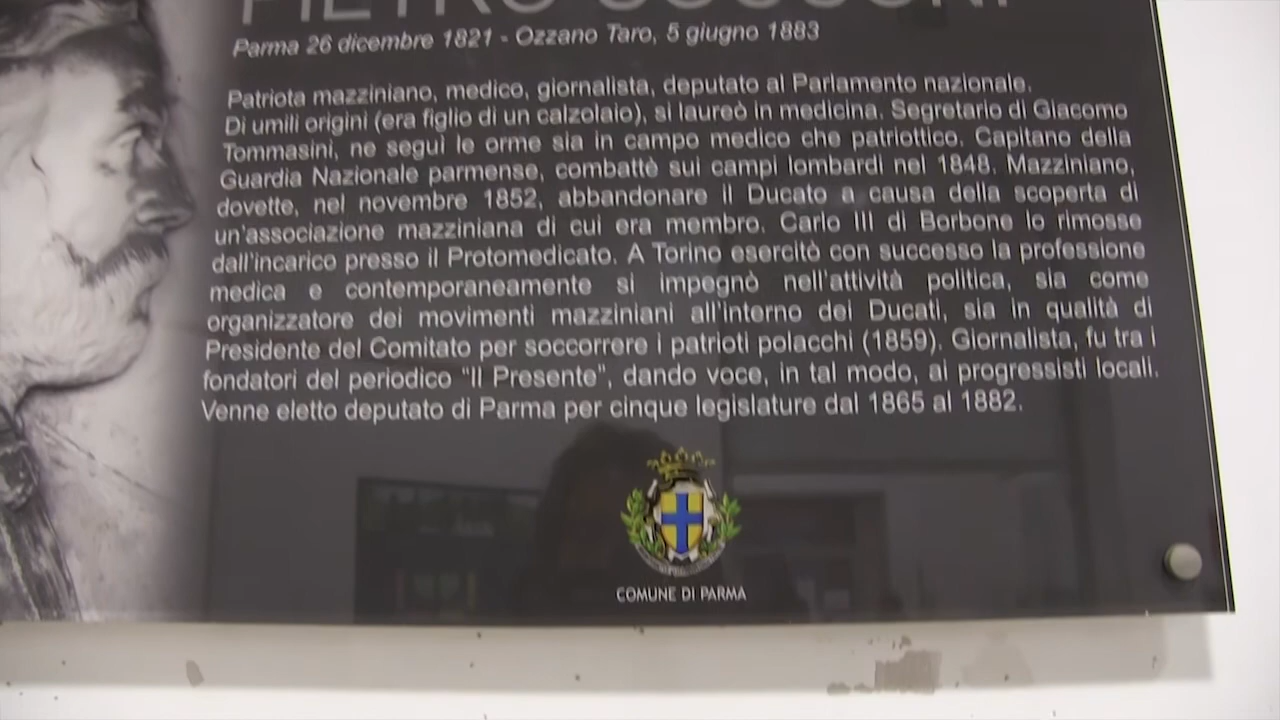 PIETRO
Parma 26 dicembre 1821 - Ozzano Taro, 5 giugno 1883
Patriota mazziniano, medico, giornalista, deputato al Parlamento nazionale.
Di umili origini (era figlio di un calzolaio), si laureò in medicina. Segretario di Giacomo
Tommasini, ne seguì le orme sia in campo medico che patriottico. Capitano della
Guardia Nazionale parmense, combattè sui campi lombardi nel 1848. Mazziniano,
dovette, nel novembre 1852, abbandonare il Ducato a causa della scoperta di
un'associazione mazziniana di cui era membro. Carlo III di Borbone lo rimosse
dall'incarico presso il Protomedicato. A Torino esercitò con successo la professione
medica e contemporaneamente si impegnò nell'attività politica, sia come
organizzatore dei movimenti mazziniani all'interno dei Ducati, sia in qualità di
Presidente del Comitato per soccorrere i patrioti polacchi (1859). Giornalista, fu tra i
fondatori del periodico "Il Presente", dando voce, in tal modo, ai progressisti locali.
Venne eletto deputato di Parma per cinque legislature dal 1865 al 1882.
COMUNE DI PARMA